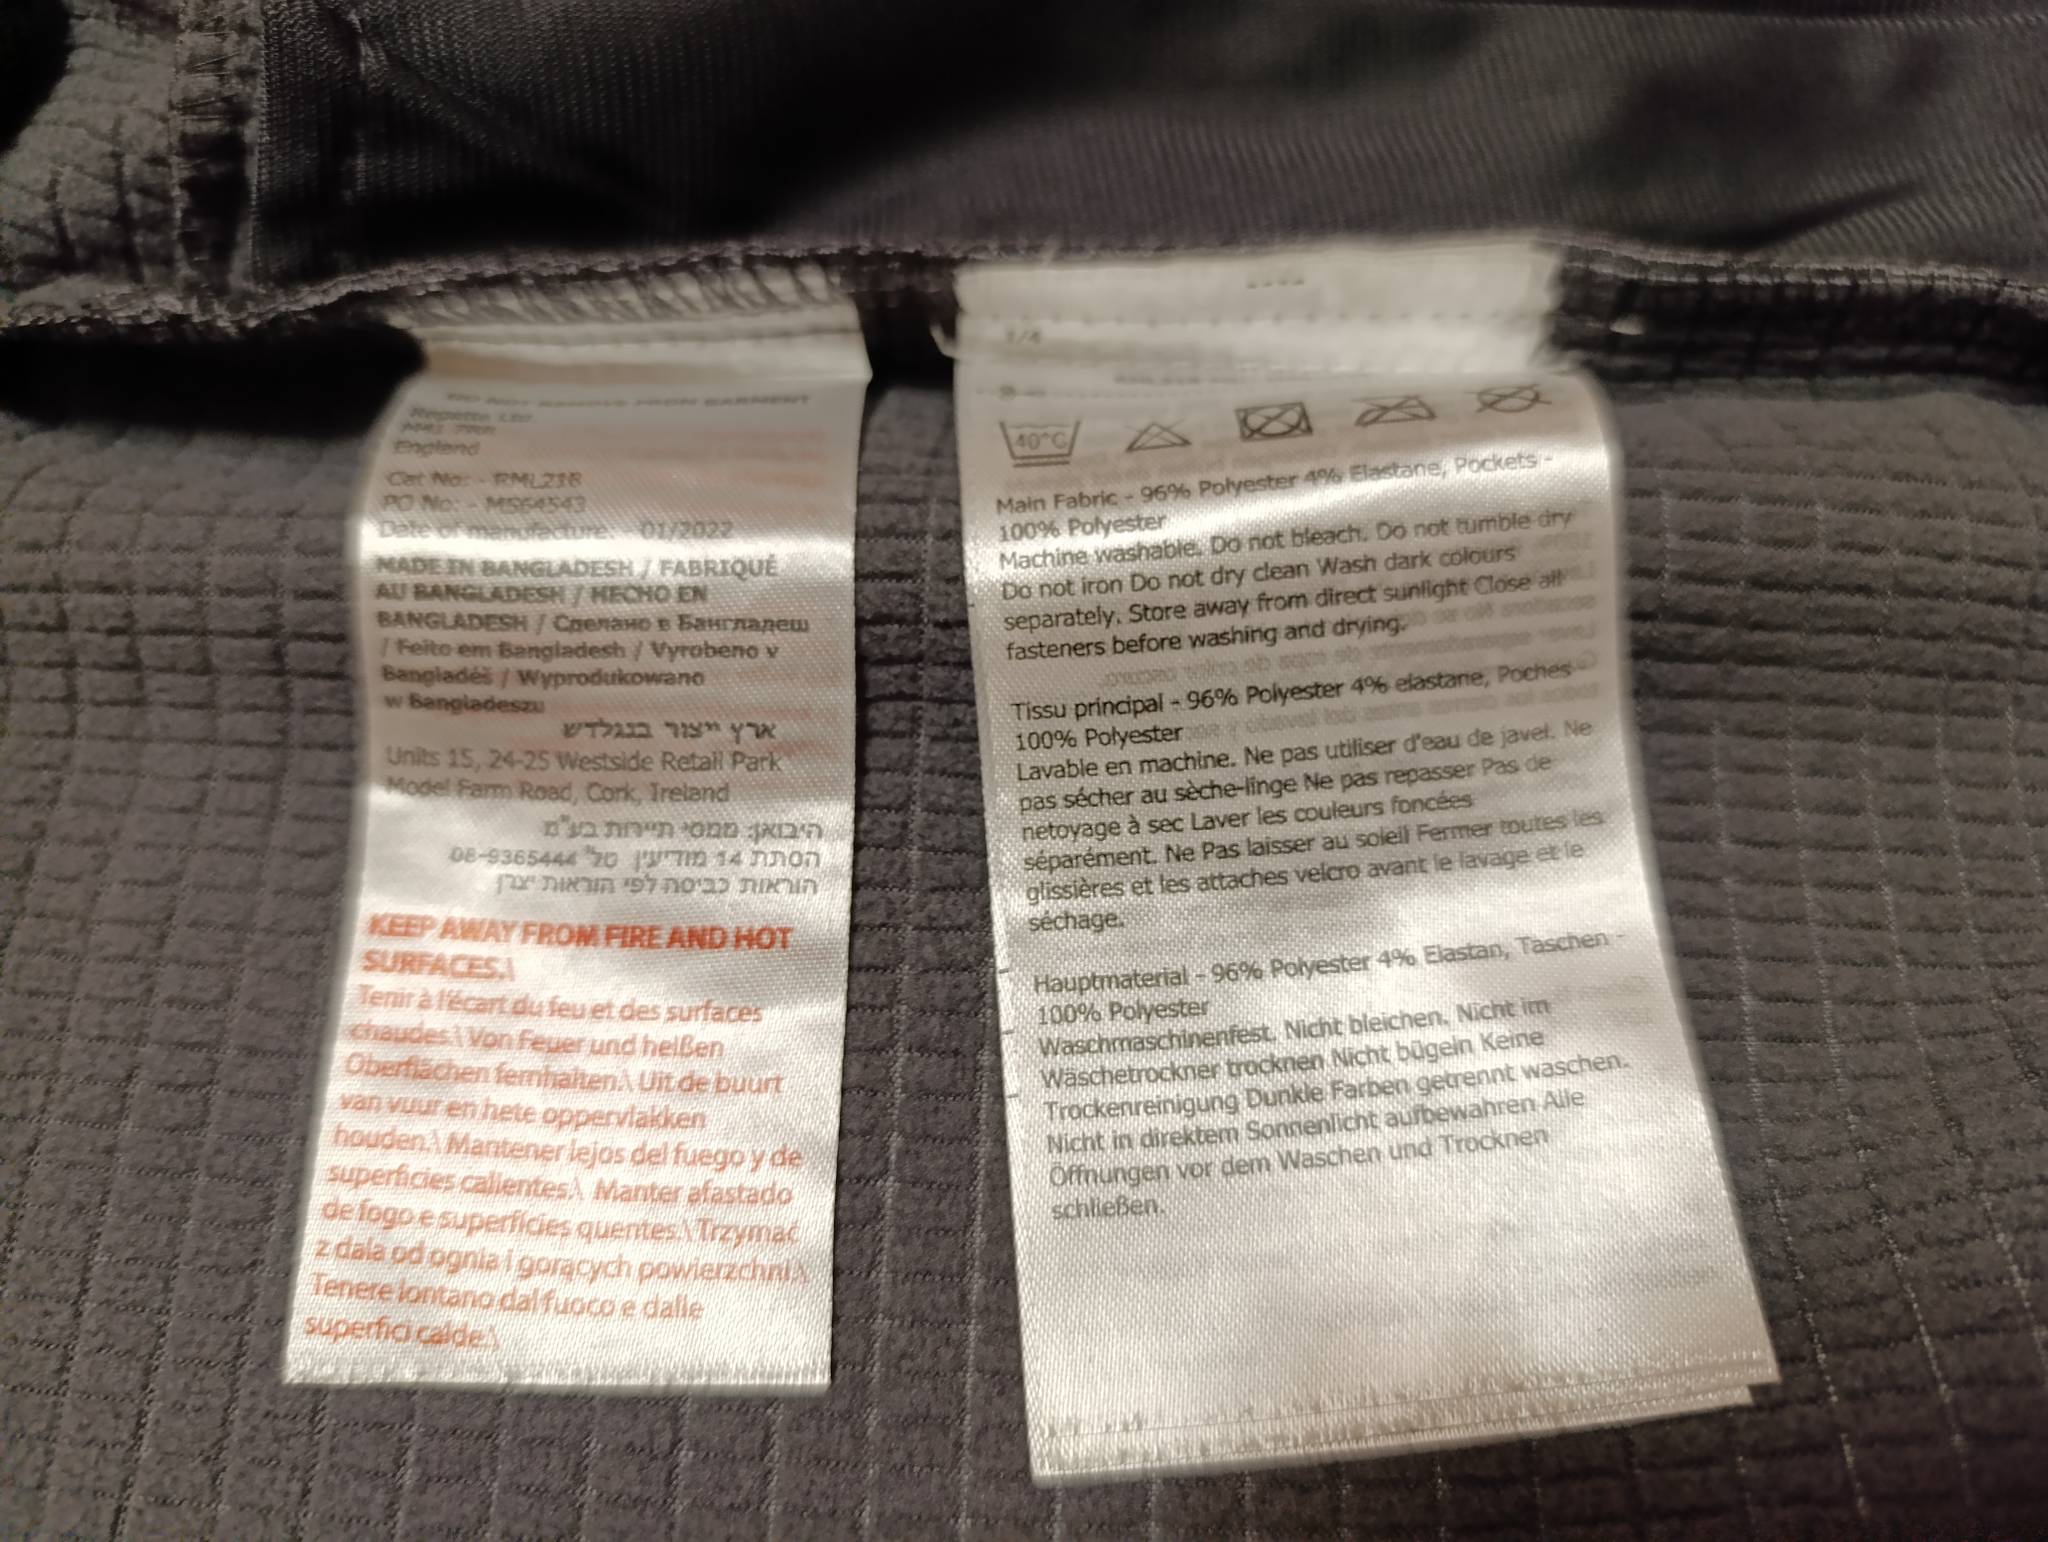 DO NOT REMOVE FROM GARMENT
Regatta Ltd
England
Cat No: - RML218
PO No: - MS64543
Date of manufacture: 01/2022
MADE IN BANGLADESH / FABRIQUÉ
AU BANGLADESH / HECHO EN
BANGLADESH / Сделано в Бангладеш
/ Feito em Bangladesh / Vyrobeno v
Bangladéš / Wyprodukowano
w Bangladeszu
ארץ ייצור בנגלדש
Units 15, 24-25 Westside Retail Park
Model Farm Road, Cork, Ireland
היבואן: ממסי תיירות בע"מ
הסתת 14 מודיעין טל' 08-9365444
הוראות כביסה לפי הוראות יצרן
KEEP AWAY FROM FIRE AND HOT
SURFACES.\
Tenir à l'écart du feu et des surfaces
chaudes.\ Von Feuer und heißen
Oberflächen fernhalten.\ Uit de buurt
van vuur en hete oppervlakken
houden.\ Mantener lejos del fuego y de
superficies calientes.\ Manter afastado
de fogo e superfícies quentes.\ Trzymać
z dala od ognia i gorących powierzchni.\
Tenere lontano dal fuoco e dalle
superfici calde.\
1/4
40°C
Main Fabric - 96% Polyester 4% Elastane, Pockets -
100% Polyester
Machine washable. Do not bleach. Do not tumble dry
Do not iron Do not dry clean Wash dark colours
separately. Store away from direct sunlight Close all
fasteners before washing and drying.
Tissu principal - 96% Polyester 4% elastane, Poches -
100% Polyester
Lavable en machine. Ne pas utiliser d'eau de javel. Ne
pas sécher au sèche-linge Ne pas repasser Pas de
netoyage à sec Laver les couleurs foncées
séparément. Ne Pas laisser au soleil Fermer toutes les
glissières et les attaches velcro avant le lavage et le
séchage.
Hauptmaterial - 96% Polyester 4% Elastan, Taschen -
100% Polyester
Waschmaschinenfest. Nicht bleichen. Nicht im
Wäschetrockner trocknen Nicht bügeln Keine
Trockenreinigung Dunkle Farben getrennt waschen.
Nicht in direktem Sonnenlicht aufbewahren Alle
Öffnungen vor dem Waschen und Trocknen
schließen.